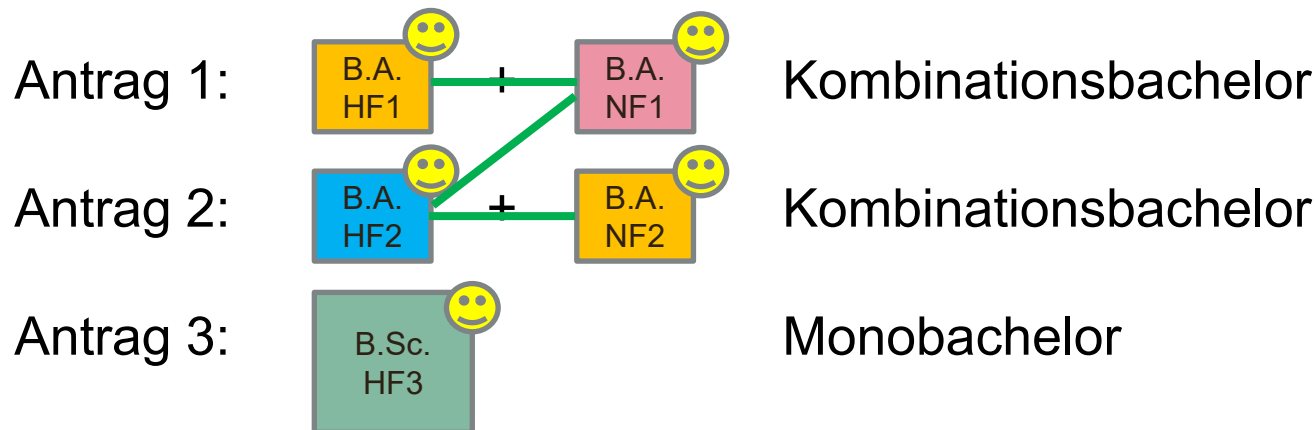 Antrag 1:
B.A.
HF1
+
B.A.
NF1
Kombinationsbachelor
Antrag 2:
B.A.
HF2
+
B.A.
NF2
Kombinationsbachelor
Antrag 3:
B.Sc.
HF3
Monobachelor